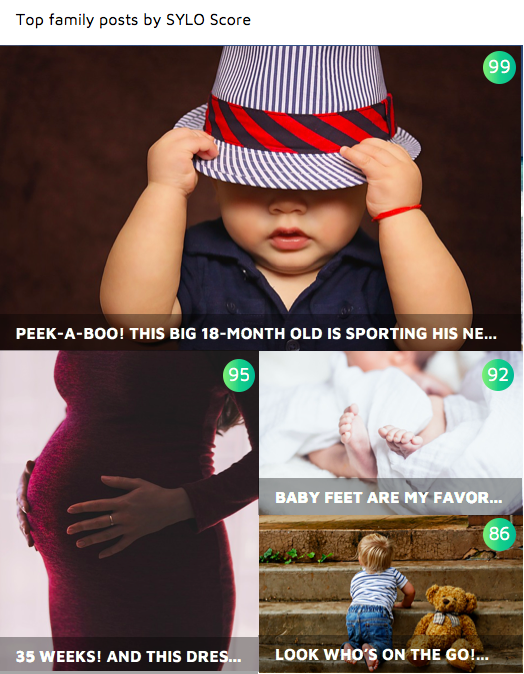 Top family posts by SYLO Score
99
PEEK-A-BOO! THIS BIG 18-MONTH OLD IS SPORTING HIS NE...
95
35 WEEKS! AND THIS DRES...
92
BABY FEET ARE MY FAVOR...
86
LOOK WHO´S ON THE GO!...